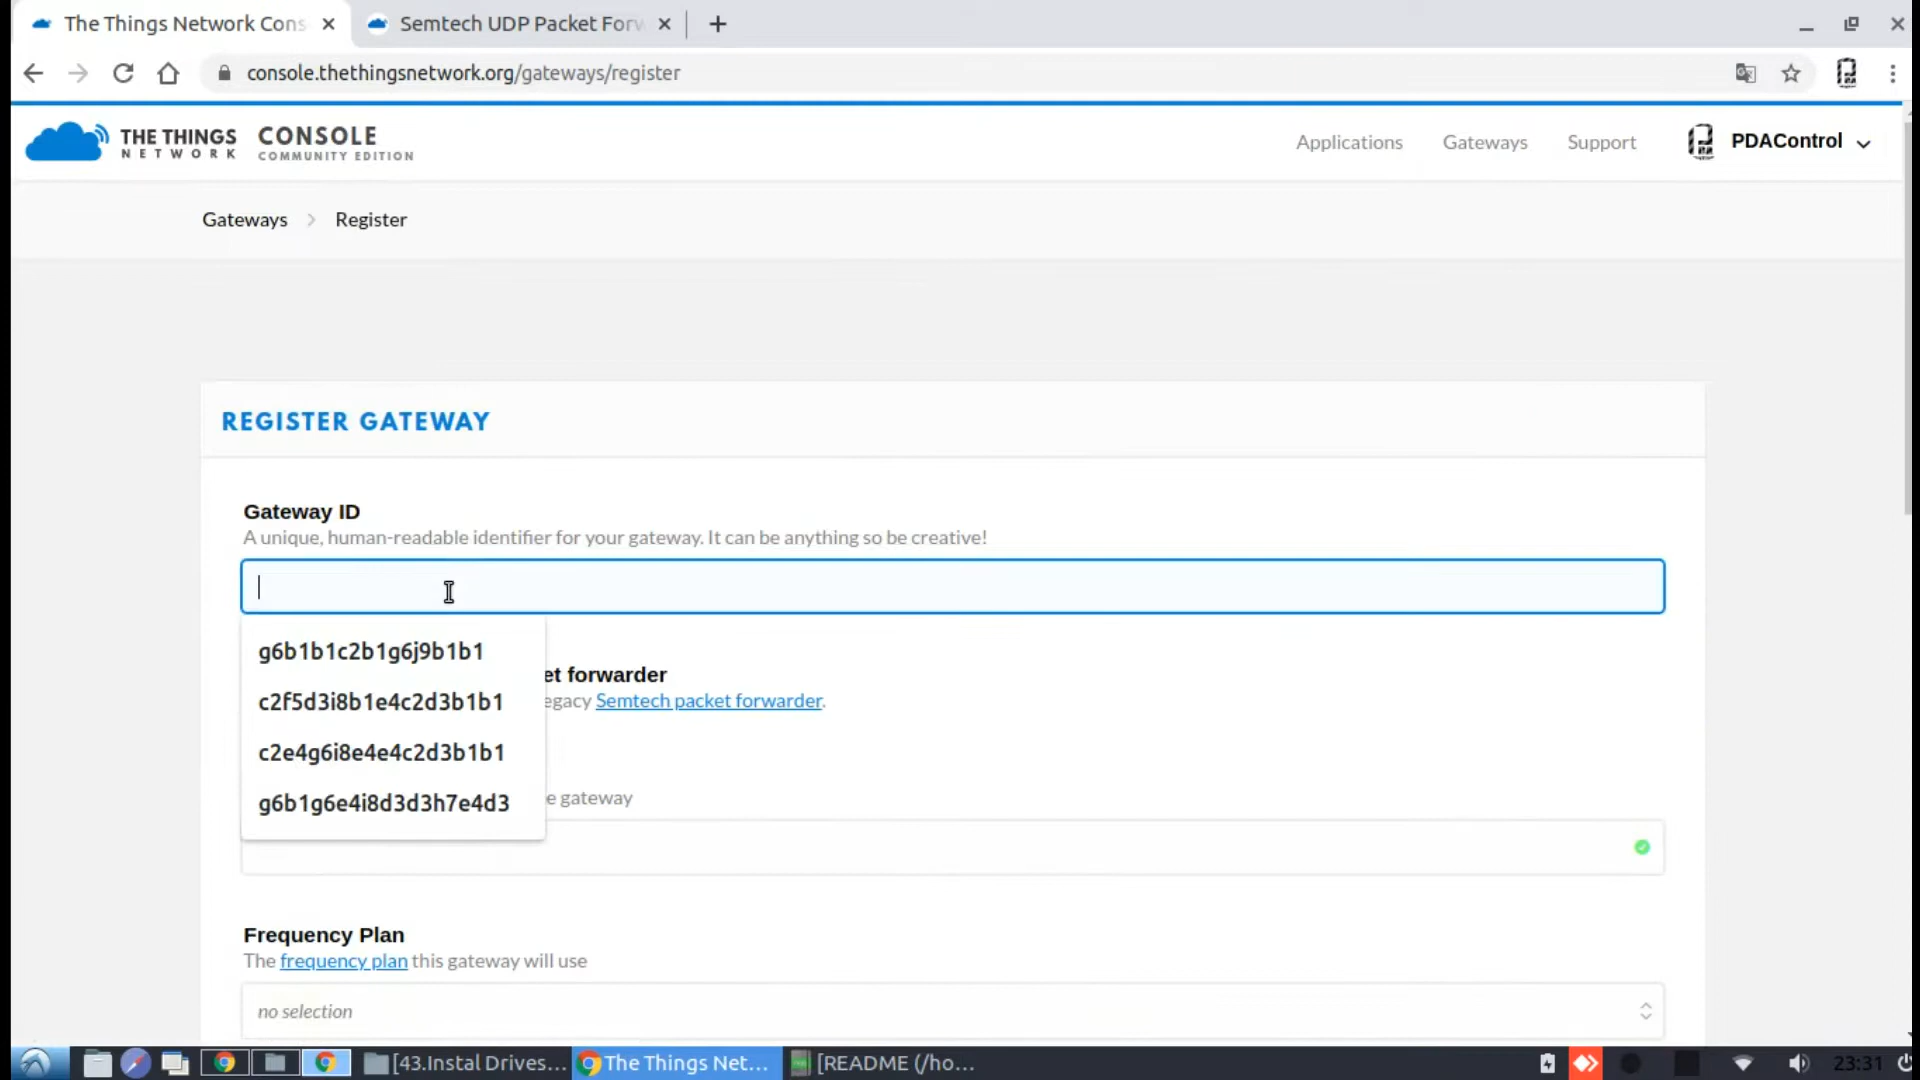 The Things Network Cons
Semtech UDP Packet Forw
console.thethingsnetwork.org/gateways/register
THE THINGS
NETWORK
CONSOLE
COMMUNITY EDITION
Applications
Gateways
Support
PDAControl
Gateways
Register
REGISTER GATEWAY
Gateway ID
A unique, human-readable identifier for your gateway. It can be anything so be creative!
g6b1b1c2b1g6j9b1b1
c2f5d3i8b1e4c2d3b1b1
c2e4g6i8e4e4c2d3b1b1
g6b1g6e4i8d3d3h7e4d3
et forwarder
egacy Semtech packet forwarder.
e gateway
Frequency Plan
The frequency plan this gateway will use
no selection
[43.Instal Drives...
The Things Net...
[README (/ho...
23:31